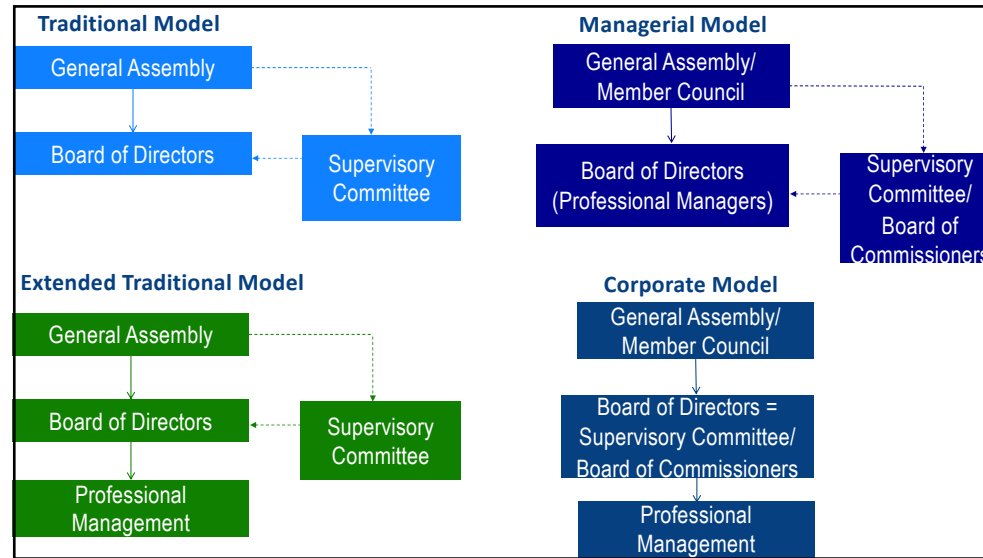 Traditional Model
General Assembly
Board of Directors
Supervisory
Committee
Managerial Model
General Assembly/
Member Council
Board of Directors
(Professional Managers)
Supervisory
Committee/
Board of
Commissioners
Extended Traditional Model
General Assembly
Board of Directors
Supervisory
Committee
Professional
Management
Corporate Model
General Assembly/
Member Council
Board of Directors =
Supervisory Committee/
Board of Commissioners
Professional
Management